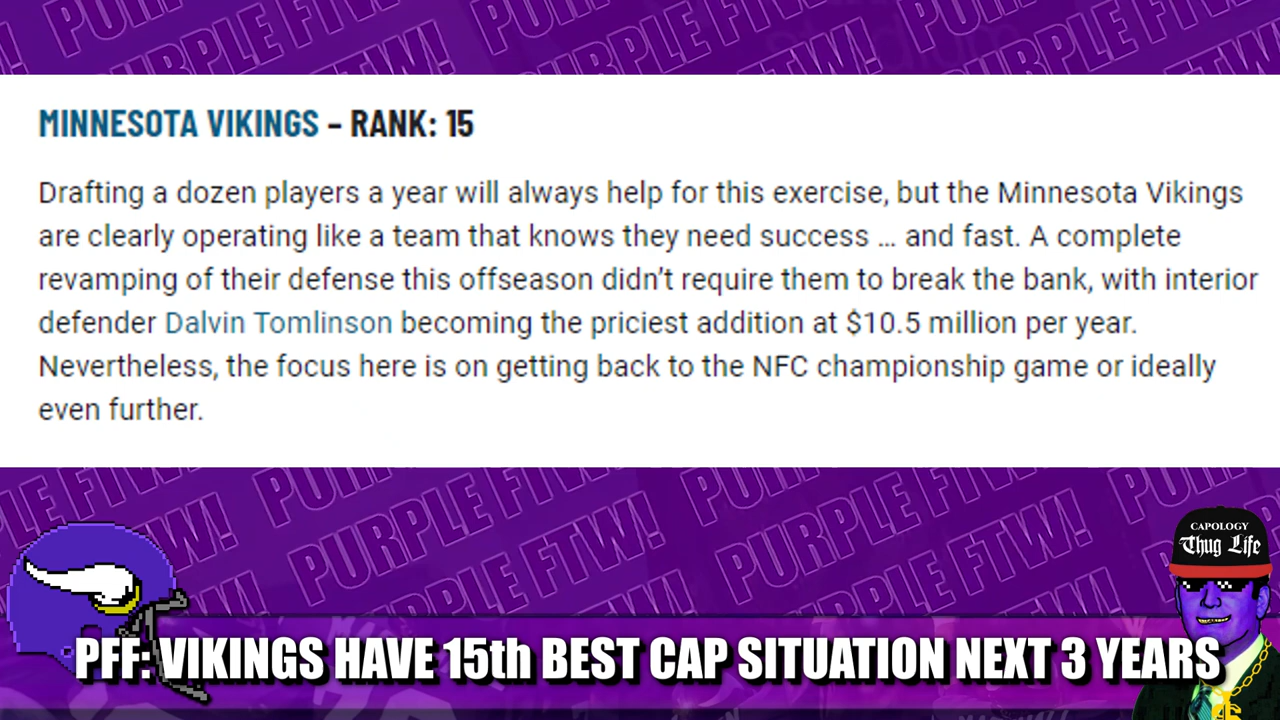 PURPLE FTW!
MINNESOTA VIKINGS – RANK: 15
Drafting a dozen players a year will always help for this exercise, but the Minnesota Vikings
are clearly operating like a team that knows they need success ... and fast. A complete
revamping of their defense this offseason didn't require them to break the bank, with interior
defender Dalvin Tomlinson becoming the priciest addition at $10.5 million per year.
Nevertheless, the focus here is on getting back to the NFC championship game or ideally
even further.
PURPLE FTW!
CAPOLOGY
Thug Life
PFF: VIKINGS HAVE 15th BEST CAP SITUATION NEXT 3 YEARS